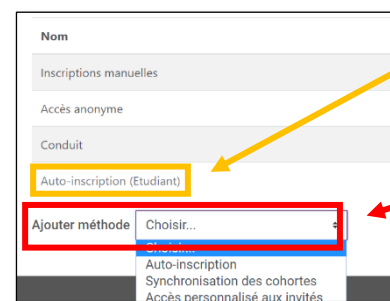 Nom
Inscriptions manuelles
Accès anonyme
Conduit
Auto-inscription (Etudiant)
Ajouter méthode Choisir...
Choisir...
Auto-inscription
Synchronisation des cohortes
Accès personnalisé aux invités